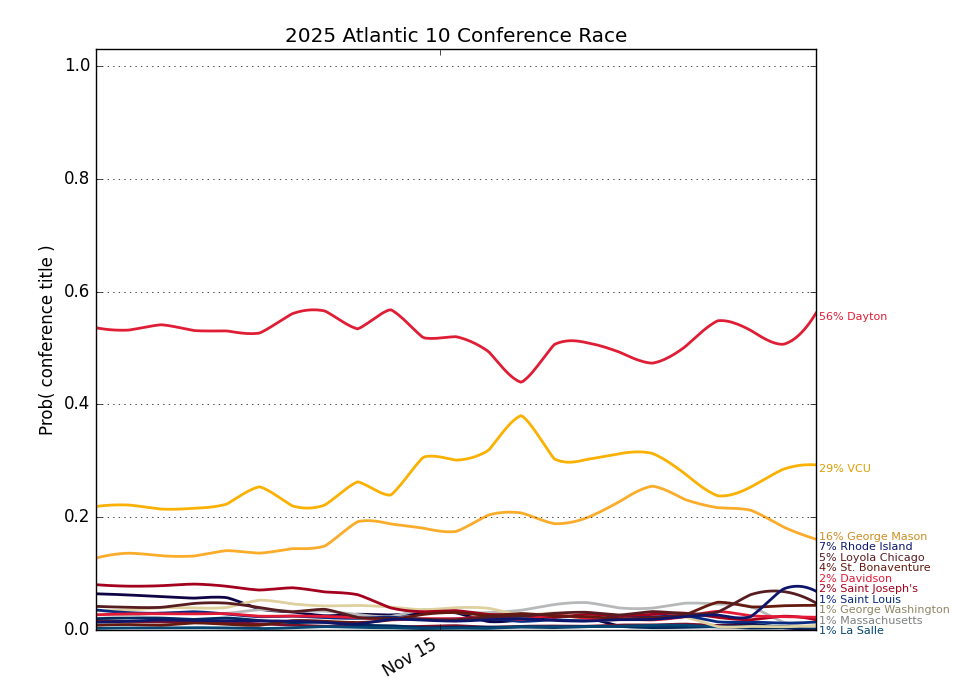 2025 Atlantic 10 Conference Race
1.0
0.8
0.6
0.4
0.2
0.0
Prob( conference title )
Nov 15
56% Dayton
29% VCU
16% George Mason
7% Rhode Island
5% Loyola Chicago
4% St. Bonaventure
2% Davidson
2% Saint Joseph's
1% Saint Louis
1% George Washington
1% Massachusetts
1% La Salle